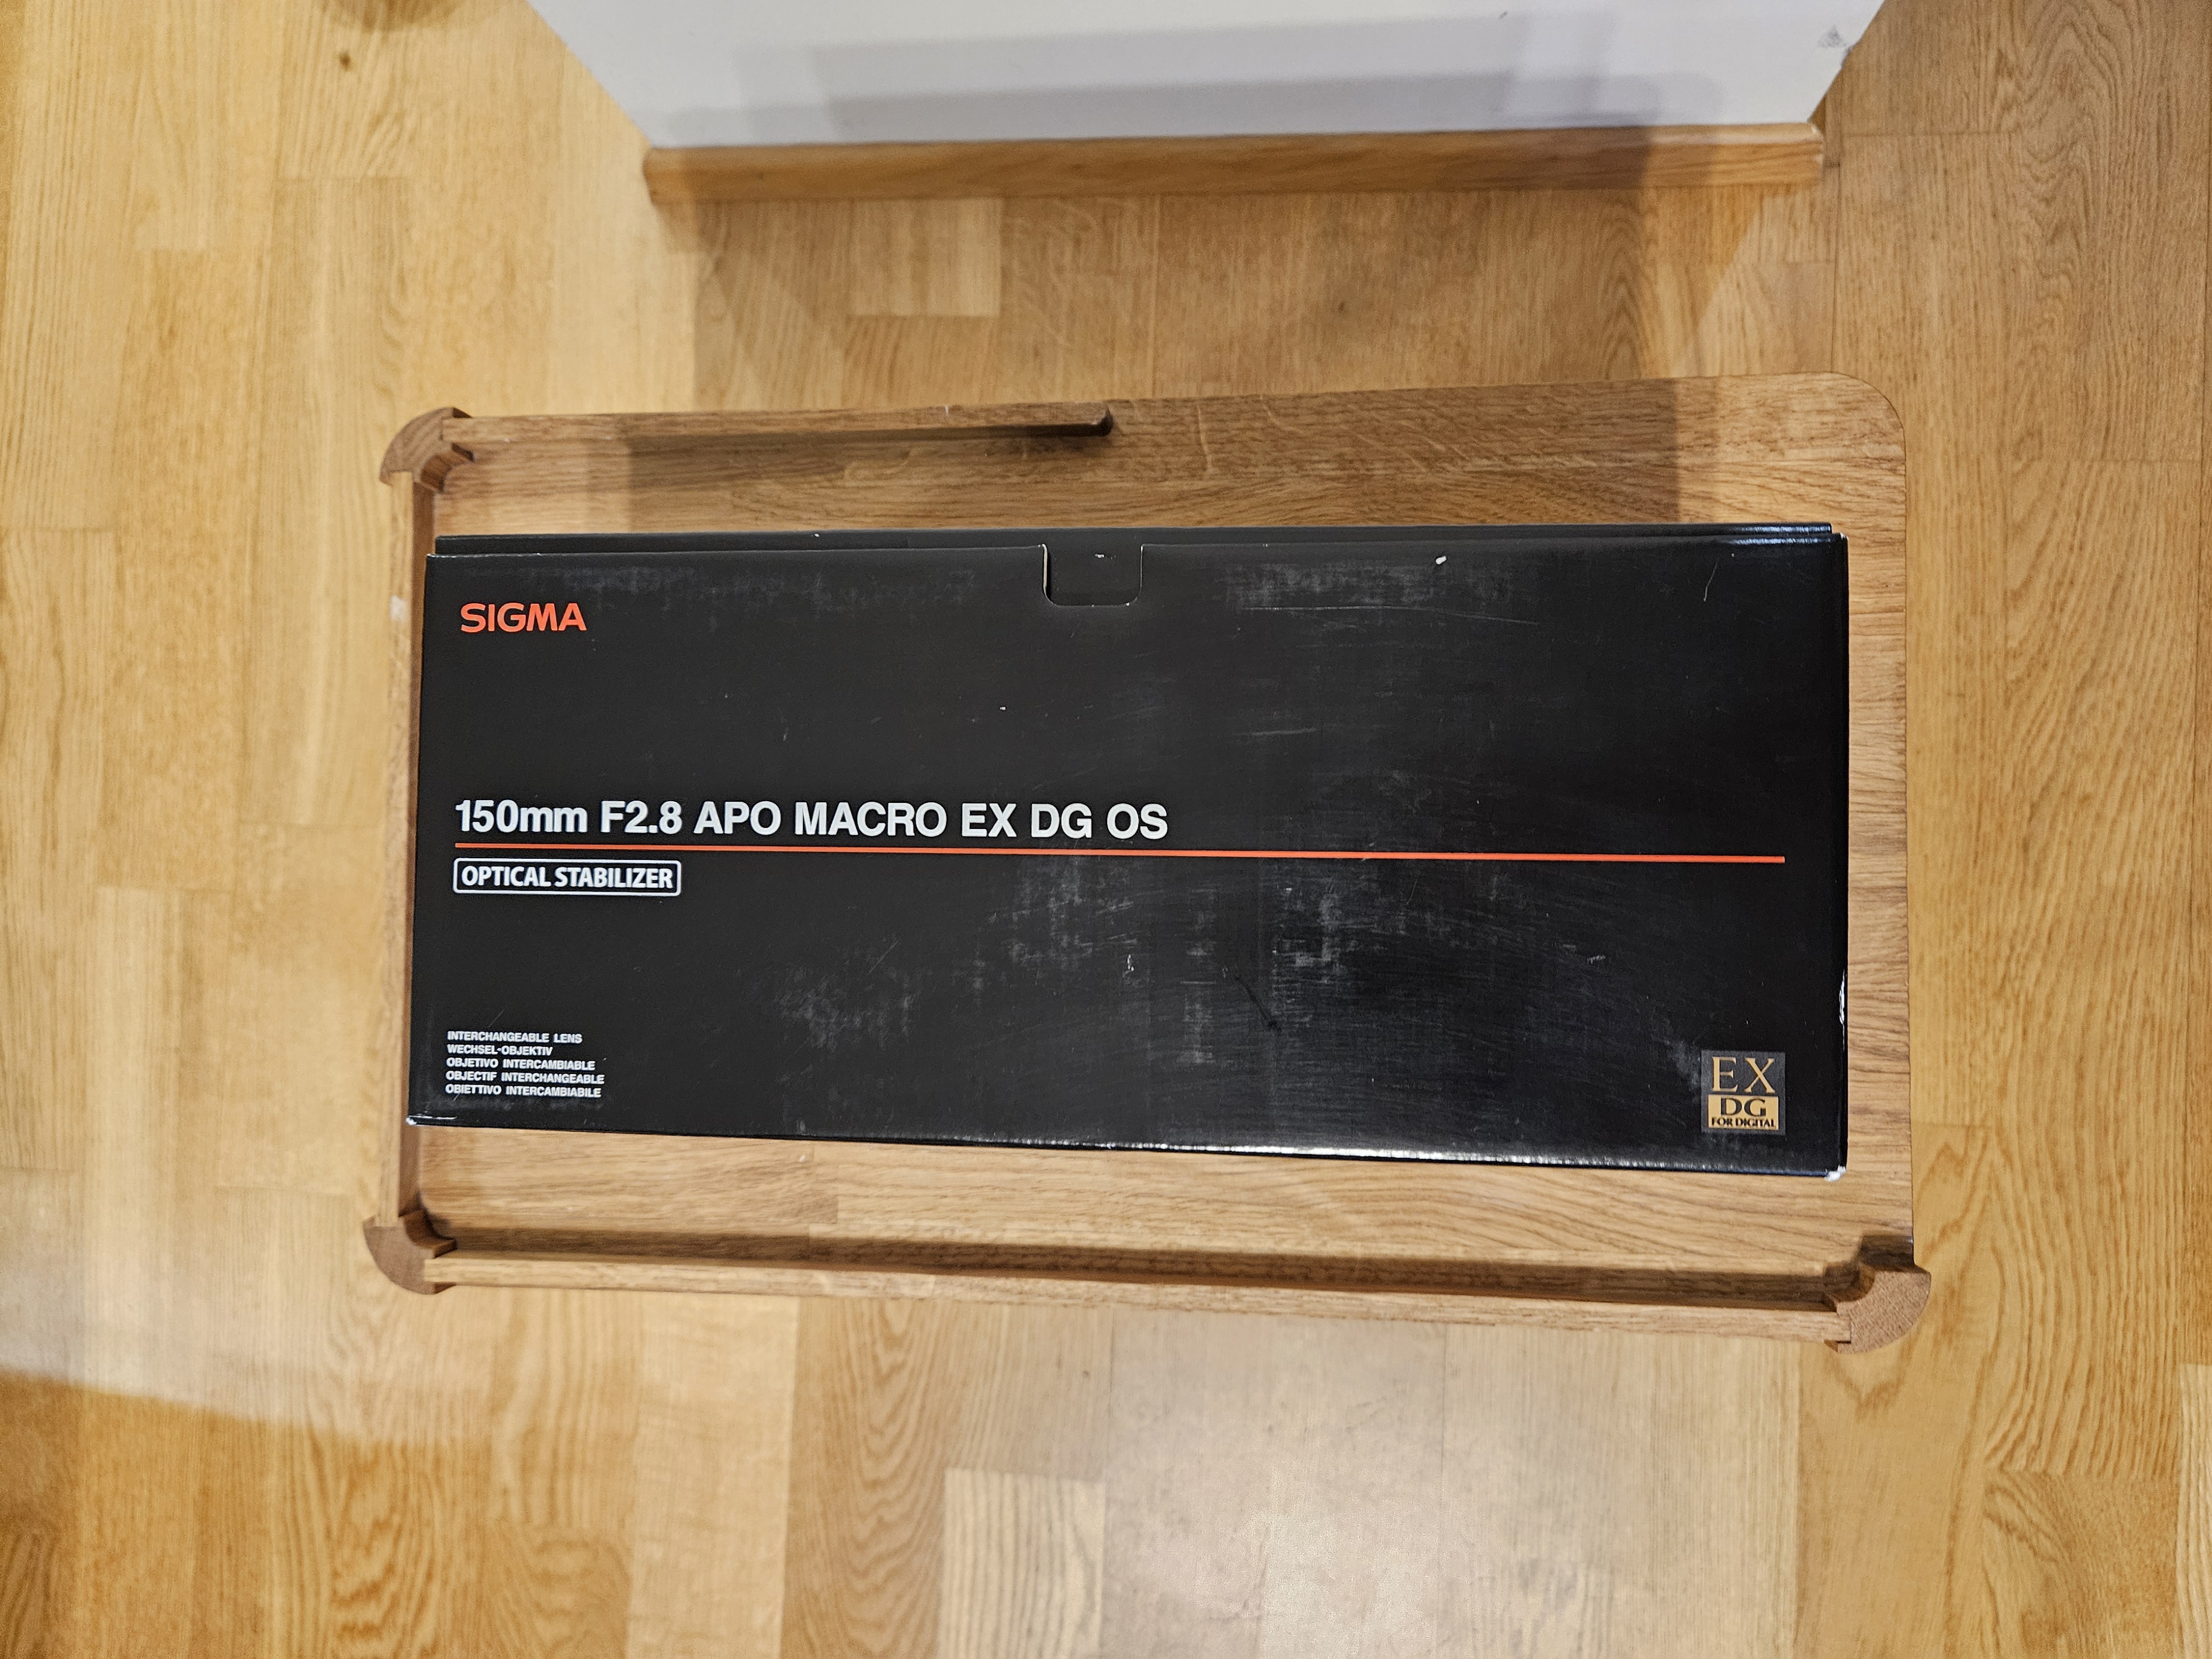 SIGMA
150mm F2.8 APO MACRO EX DG OS
OPTICAL STABILIZER
INTERCHANGEABLE LENS
WECHSEL-OBJEKTIV
OBJETIVO INTERCAMBIABLE
OBJECTIF INTERCHANGEABLE
OBIETTIVO INTERCAMBIABILE
EX
DG
FOR DIGITAL